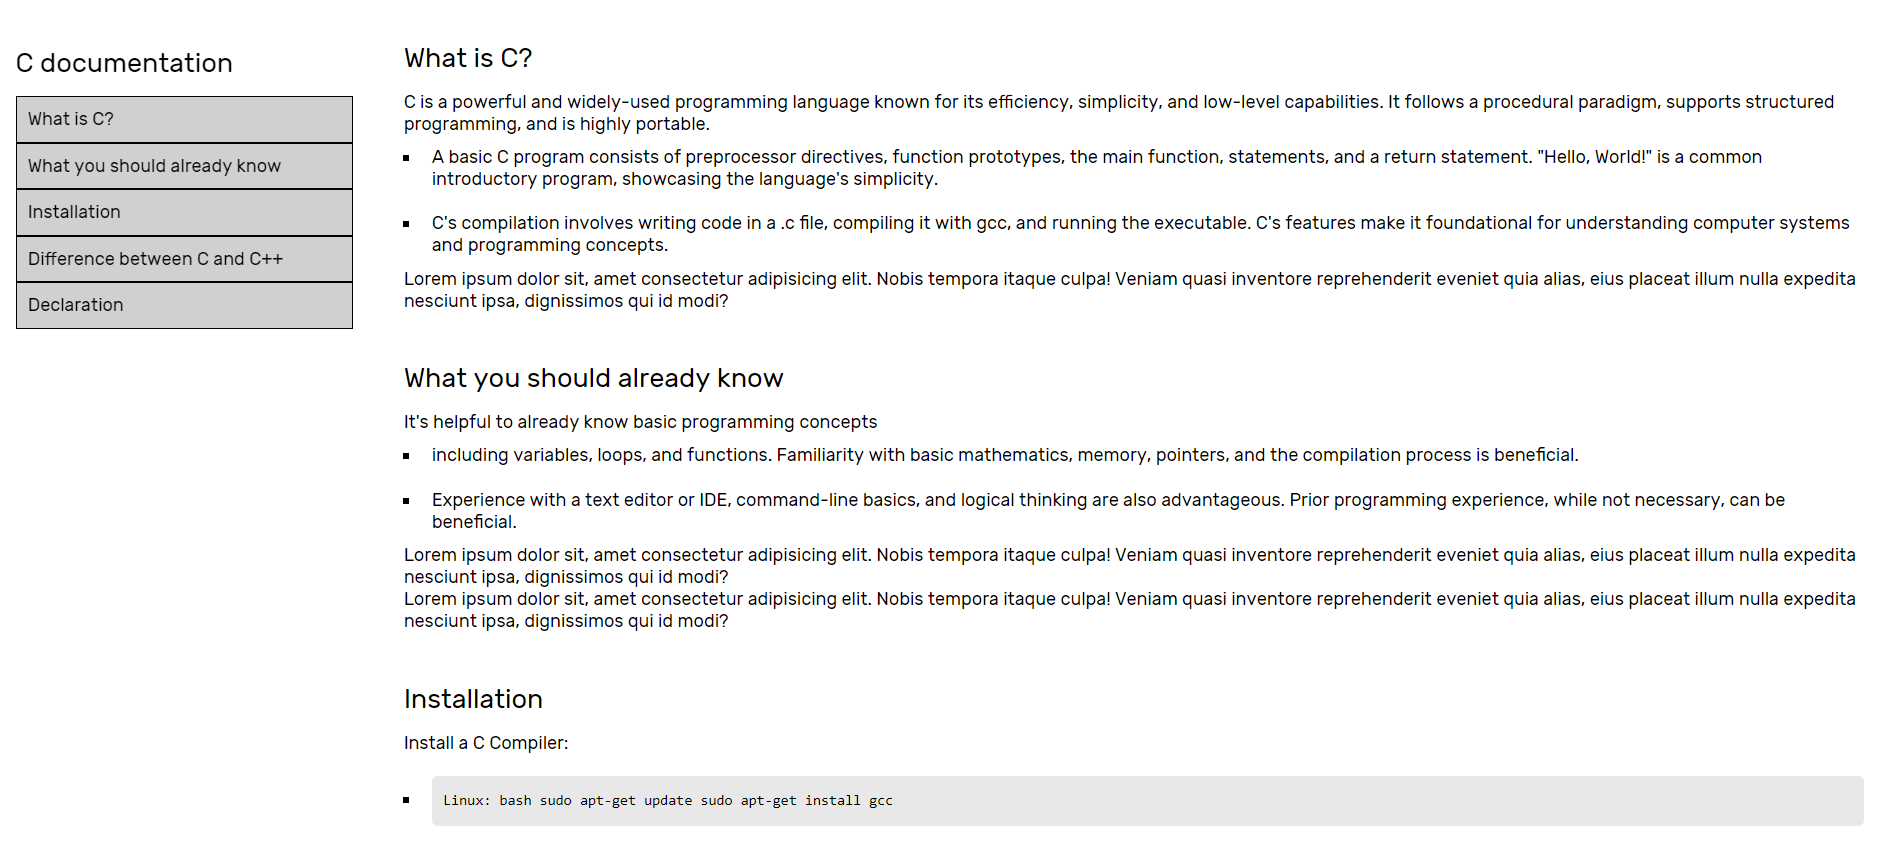 C documentation
What is C?
What you should already know
Installation
Difference between C and C++
Declaration
What is C?
C is a powerful and widely-used programming language known for its efficiency, simplicity, and low-level capabilities. It follows a procedural paradigm, supports structured
programming, and is highly portable.
A basic C program consists of preprocessor directives, function prototypes, the main function, statements, and a return statement. "Hello, World!" is a common
introductory program, showcasing the language's simplicity.
C's compilation involves writing code in a .c file, compiling it with gcc, and running the executable. C's features make it foundational for understanding computer systems
and programming concepts.
Lorem ipsum dolor sit, amet consectetur adipisicing elit. Nobis tempora itaque culpa! Veniam quasi inventore reprehenderit eveniet quia alias, eius placeat illum nulla expedita
nesciunt ipsa, dignissimos qui id modi?
What you should already know
It's helpful to already know basic programming concepts
including variables, loops, and functions. Familiarity with basic mathematics, memory, pointers, and the compilation process is beneficial.
Experience with a text editor or IDE, command-line basics, and logical thinking are also advantageous. Prior programming experience, while not necessary, can be
beneficial.
Lorem ipsum dolor sit, amet consectetur adipisicing elit. Nobis tempora itaque culpa! Veniam quasi inventore reprehenderit eveniet quia alias, eius placeat illum nulla expedita
nesciunt ipsa, dignissimos qui id modi?
Lorem ipsum dolor sit, amet consectetur adipisicing elit. Nobis tempora itaque culpa! Veniam quasi inventore reprehenderit eveniet quia alias, eius placeat illum nulla expedita
nesciunt ipsa, dignissimos qui id modi?
Installation
Install a C Compiler:
Linux: bash sudo apt-get update sudo apt-get install gcc